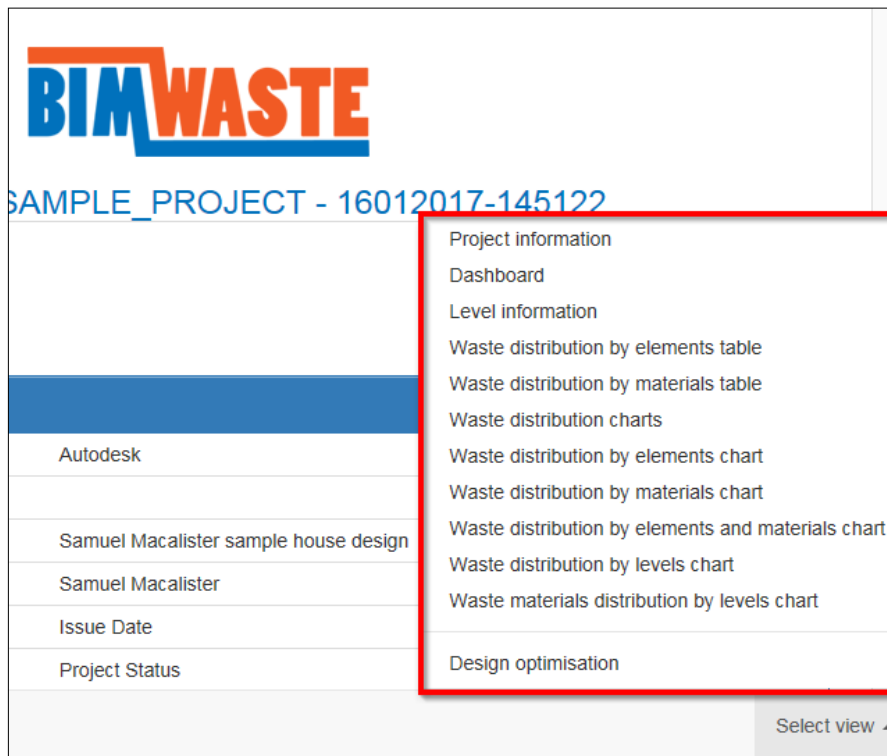 BIMWASTE
SAMPLE_PROJECT - 16012017-145122
Project information
Dashboard
Level information
Waste distribution by elements table
Waste distribution by materials table
Waste distribution charts
Waste distribution by elements chart
Waste distribution by materials chart
Waste distribution by elements and materials chart
Waste distribution by levels chart
Waste materials distribution by levels chart
Design optimisation
Autodesk
Samuel Macalister sample house design
Samuel Macalister
Issue Date
Project Status
Select view